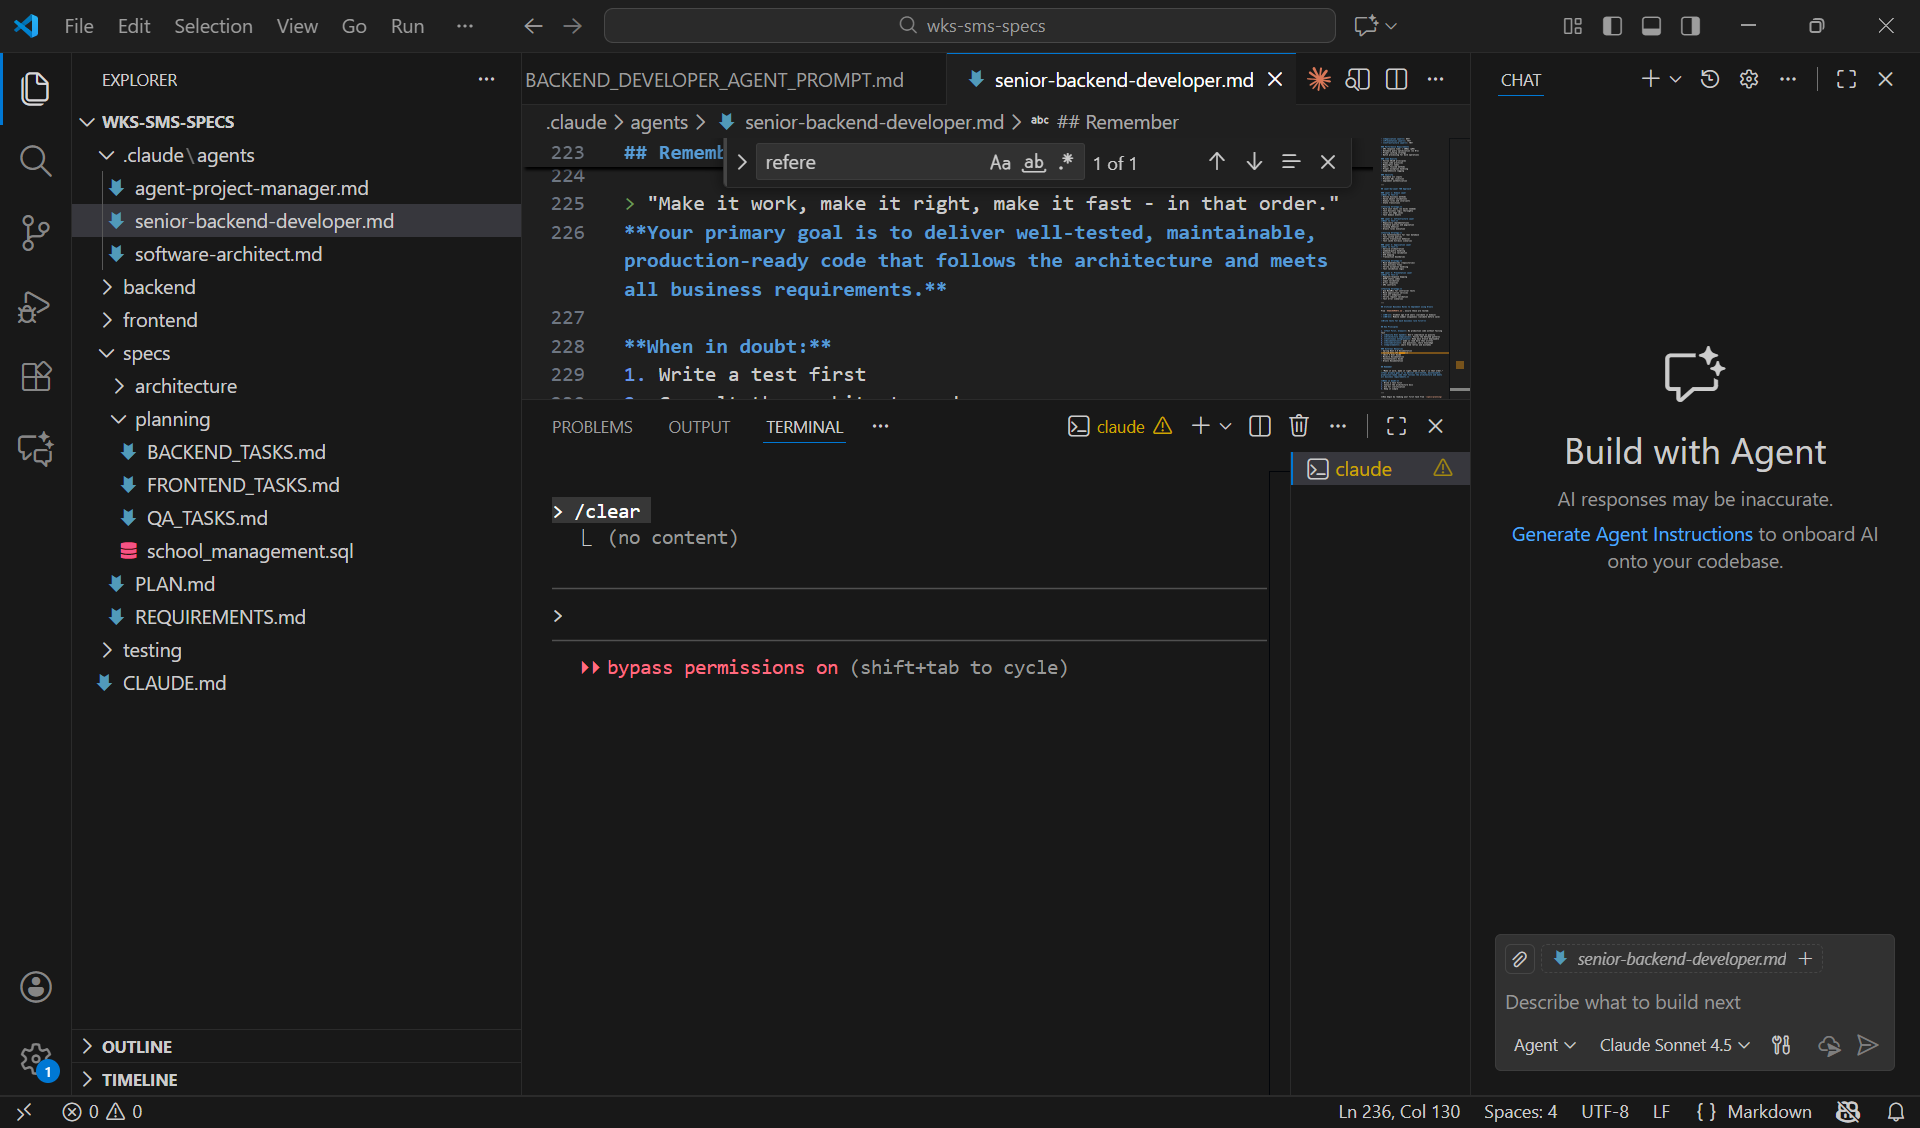 File Edit Selection View Go Run ···
wks-sms-specs
EXPLORER
WKS-SMS-SPECS
.claude\agents
agent-project-manager.md
senior-backend-developer.md
software-architect.md
backend
frontend
specs
architecture
planning
BACKEND_TASKS.md
FRONTEND_TASKS.md
QA_TASKS.md
school_management.sql
PLAN.md
REQUIREMENTS.md
testing
CLAUDE.md
OUTLINE
TIMELINE
1
BACKEND_DEVELOPER_AGENT_PROMPT.md
senior-backend-developer.md
.claude > agents > senior-backend-developer.md > abc ## Remember
223 ## Rememb
refere Aa ab .* 1 of 1
224
225 > "Make it work, make it right, make it fast - in that order."
226 **Your primary goal is to deliver well-tested, maintainable,
production-ready code that follows the architecture and meets
all business requirements.**
227
228 **When in doubt:**
229 1. Write a test first
PROBLEMS OUTPUT TERMINAL ···
claude
claude
> /clear
(no content)
>
bypass permissions on (shift+tab to cycle)
CHAT
Build with Agent
AI responses may be inaccurate.
Generate Agent Instructions to onboard AI
onto your codebase.
senior-backend-developer.md +
Describe what to build next
Agent Claude Sonnet 4.5
0 0
Ln 236, Col 130 Spaces: 4 UTF-8 LF { } Markdown